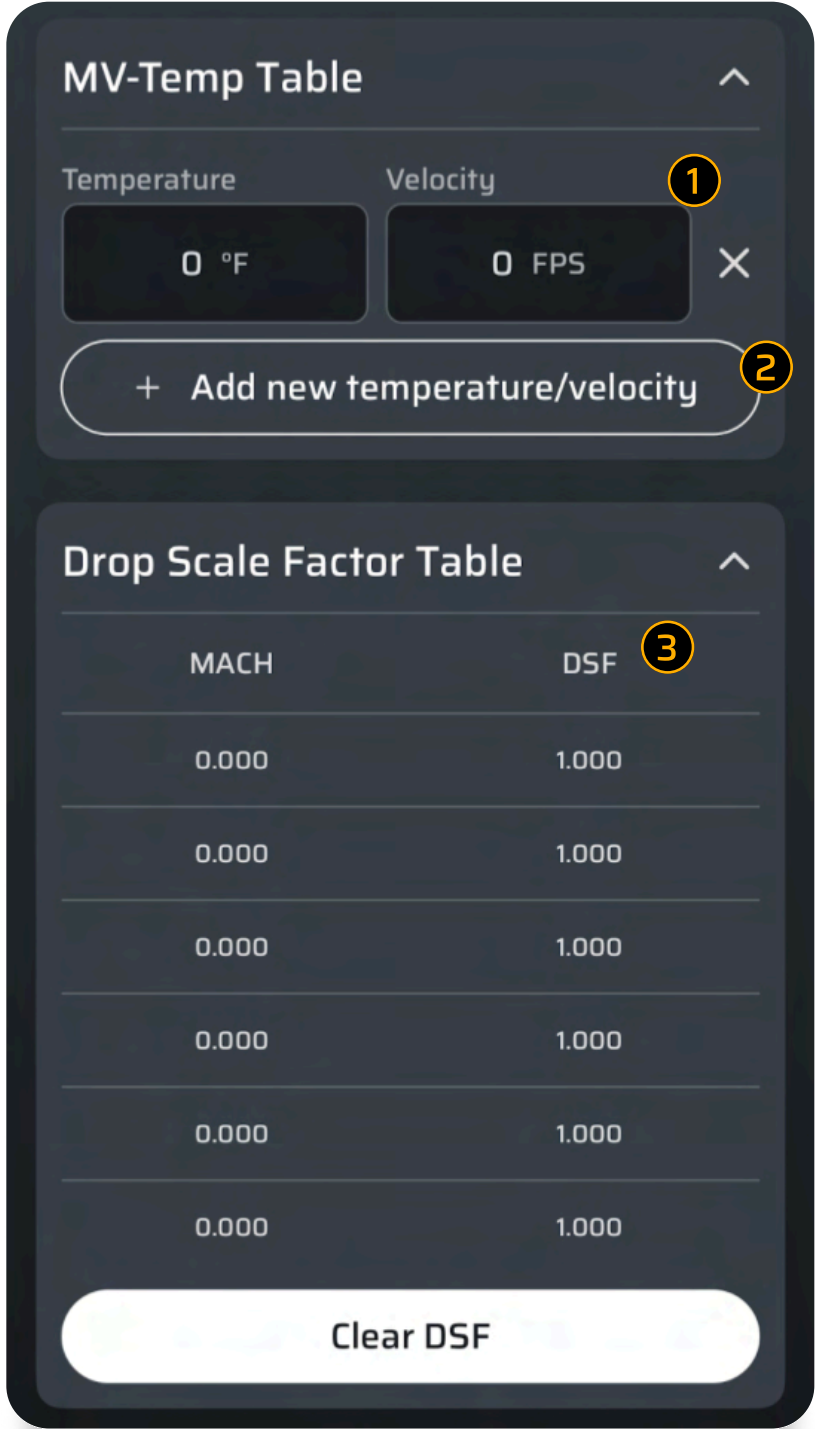 MV-Temp Table
Temperature Velocity 1
0 °F 0 FPS
+ Add new temperature/velocity 2
Drop Scale Factor Table
MACH DSF 3
0.000 1.000
0.000 1.000
0.000 1.000
0.000 1.000
0.000 1.000
0.000 1.000
Clear DSF